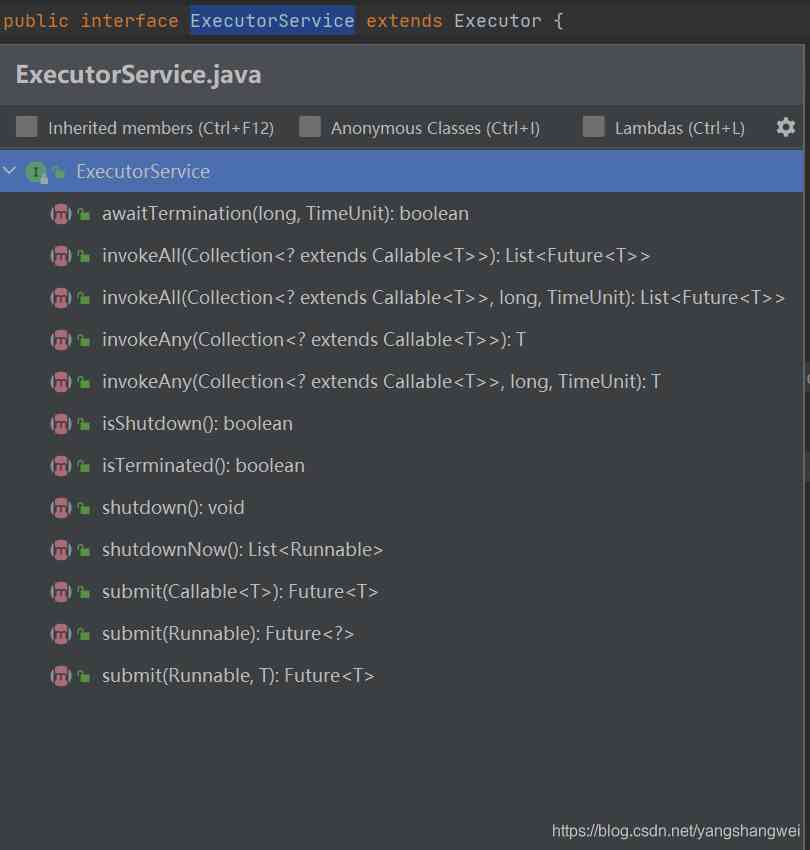 public interface ExecutorService extends Executor {
ExecutorService.java
Inherited members (Ctrl+F12) Anonymous Classes (Ctrl+I) Lambdas (Ctrl+L)
I ExecutorService
m awaitTermination(long, TimeUnit): boolean
m invokeAll(Collection<? extends Callable<T>>): List<Future<T>>
m invokeAll(Collection<? extends Callable<T>>, long, TimeUnit): List<Future<T>>
m invokeAny(Collection<? extends Callable<T>>): T
m invokeAny(Collection<? extends Callable<T>>, long, TimeUnit): T
m isShutdown(): boolean
m isTerminated(): boolean
m shutdown(): void
m shutdownNow(): List<Runnable>
m submit(Callable<T>): Future<T>
m submit(Runnable): Future<?>
m submit(Runnable, T): Future<T>
https://blog.csdn.net/yangshangwei